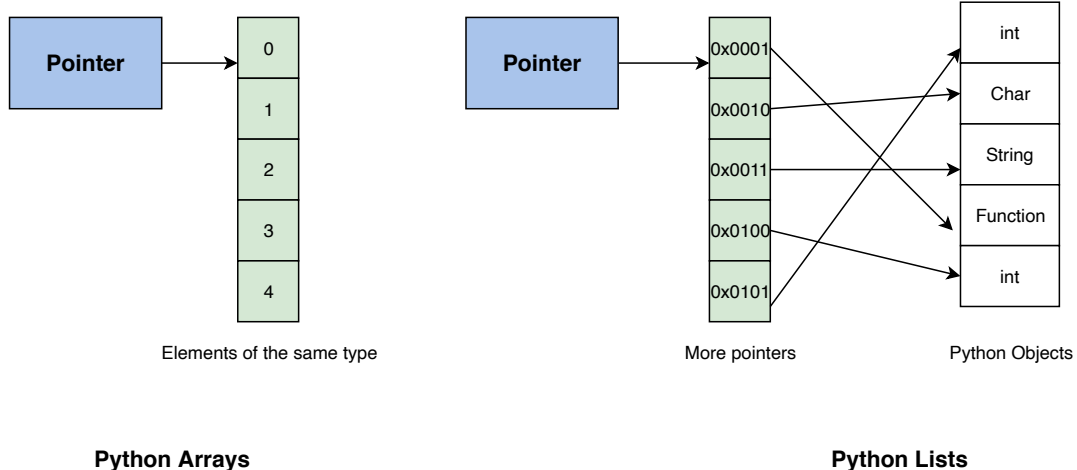 Pointer
0
1
2
3
4
Elements of the same type
Python Arrays
Pointer
0x0001
0x0010
0x0011
0x0100
0x0101
More pointers
int
Char
String
Function
int
Python Objects
Python Lists